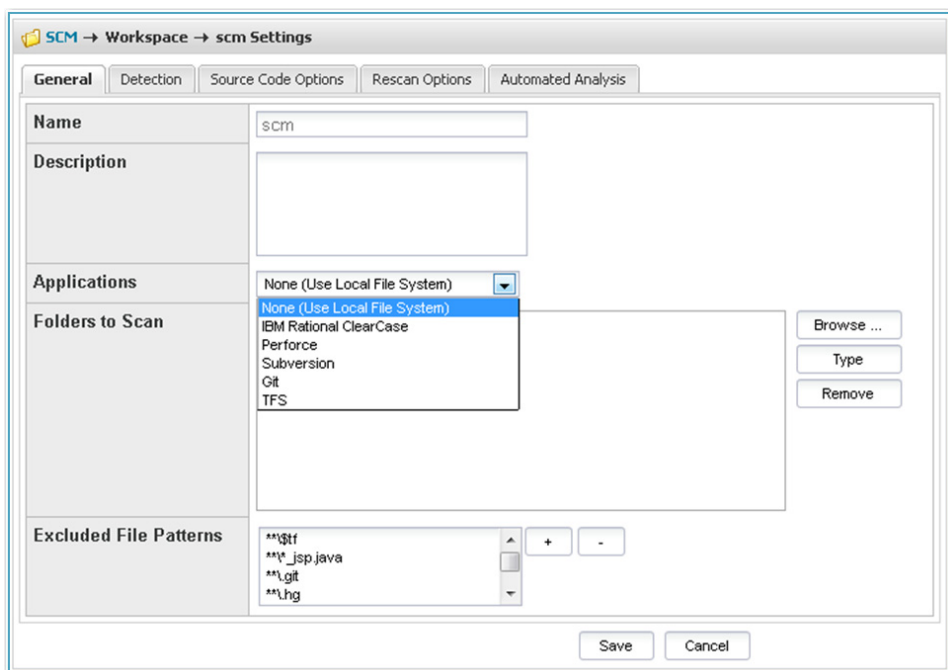 SCM → Workspace → scm Settings
General Detection Source Code Options Rescan Options Automated Analysis
Name scm
Description
Applications None (Use Local File System)
None (Use Local File System)
IBM Rational ClearCase
Perforce
Subversion
Git
TFS
Folders to Scan
Browse ...
Type
Remove
Excluded File Patterns
**\$tf
**\*_jsp.java
**\.git
**\.hg
+ -
Save Cancel